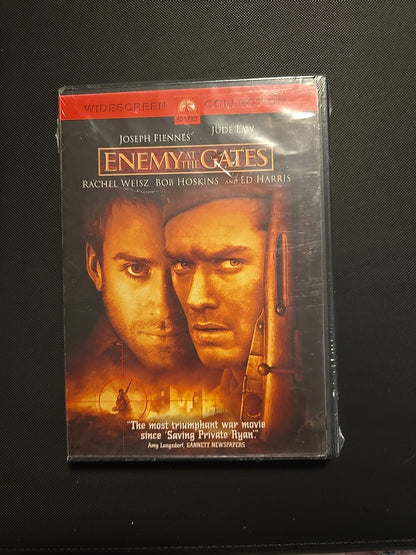 WIDESCREEN DVD COLLECTION
JOSEPH FIENNES JUDE LAW
ENEMY AT THE GATES
RACHEL WEISZ BOB HOSKINS AND ED HARRIS
"The most triumphant war movie
since 'Saving Private Ryan'."
Amy Longsdorf, GANNETT NEWSPAPERS